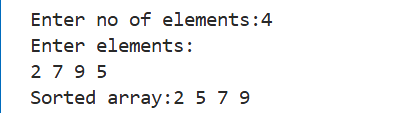 Enter no of elements:4
Enter elements:
2 7 9 5
Sorted array:2 5 7 9